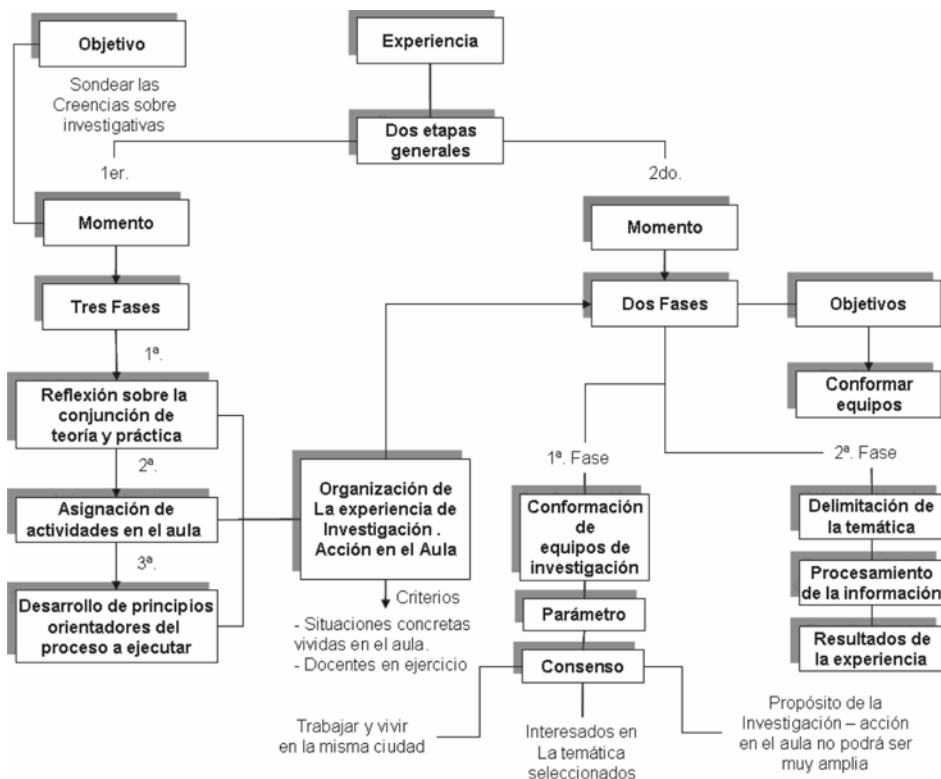 Objetivo
Sondear las
Creencias sobre
investigativas
Experiencia
Dos etapas
generales
1er.
2do.
Momento
Tres Fases
1ª.
Reflexión sobre la
conjunción de
teoría y práctica
2ª.
Asignación de
actividades en el aula
3ª.
Desarrollo de principios
orientadores del
proceso a ejecutar
Organización de
La experiencia de
Investigación .
Acción en el Aula
Criterios
- Situaciones concretas
vividas en el aula.
- Docentes en ejercicio
Momento
Dos Fases
Objetivos
Conformar
equipos
1ª. Fase
Conformación
de
equipos de
investigación
Parámetro
Consenso
Trabajar y vivir
en la misma ciudad
Interesados en
La temática
seleccionados
Propósito de la
Investigación – acción
en el aula no podrá ser
muy amplia
2ª. Fase
Delimitación de
la temática
Procesamiento
de la información
Resultados de
la experiencia